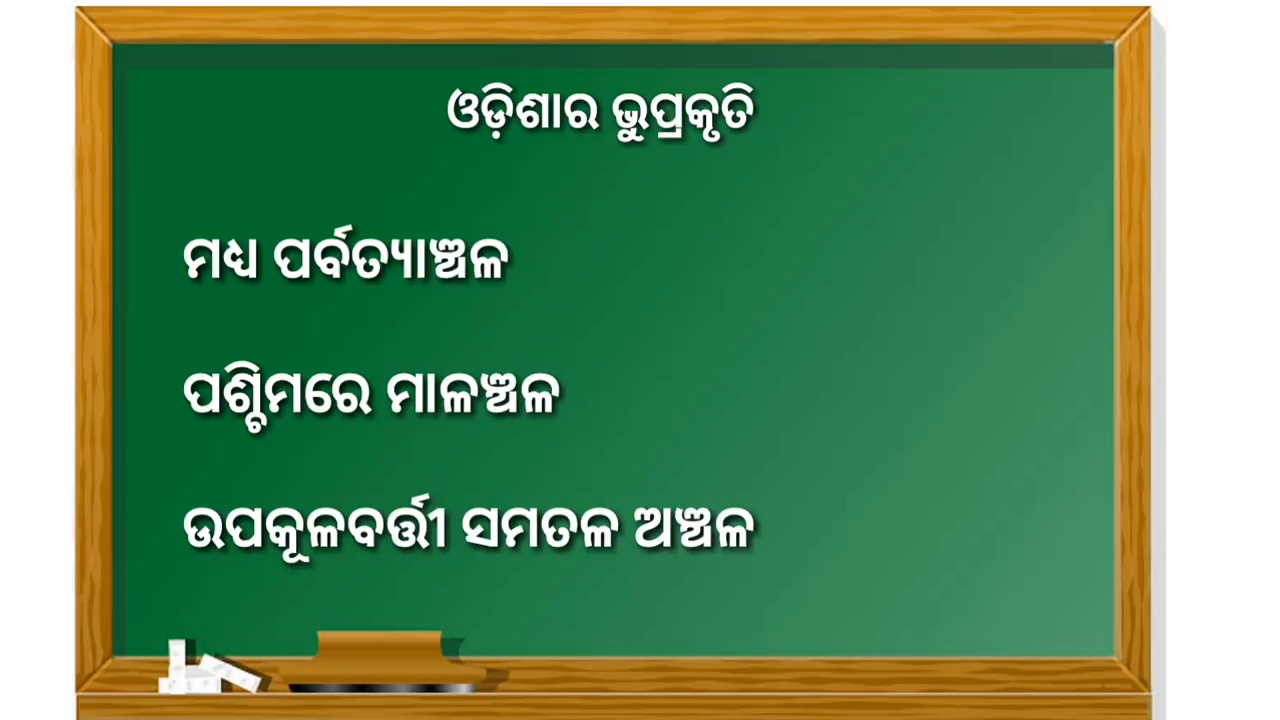 ଓଡ଼ିଶାର ଭୁପ୍ରକୃତି
ମଧ୍ୟ ପର୍ବତ୍ୟାଞ୍ଚଳ
ପଶ୍ଚିମରେ ମାଳଞ୍ଚଳ
ଉପକୂଳବର୍ତ୍ତୀ ସମତଳ ଅଞ୍ଚଳ